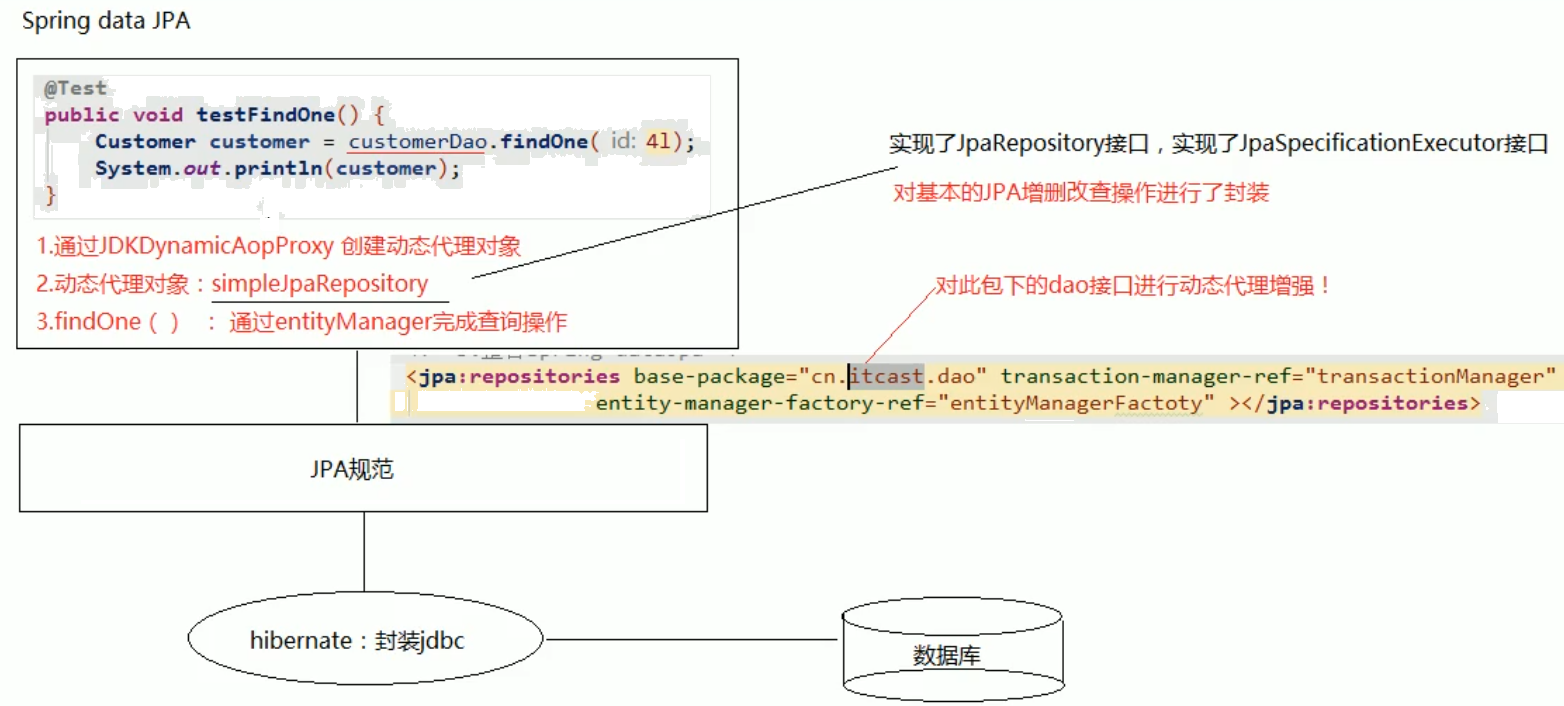 Spring data JPA
@Test
public void testFindOne() {
Customer customer = customerDao.findOne( id: 4l);
System.out.println(customer);
}
1.通过JDKDynamicAopProxy 创建动态代理对象
2.动态代理对象：simpleJpaRepository
3.findOne（ ） ： 通过entityManager完成查询操作
实现了JpaRepository接口，实现了JpaSpecificationExecutor接口
对基本的JPA增删改查操作进行了封装
对此包下的dao接口进行动态代理增强！
<jpa:repositories base-package="cn.itcast.dao" transaction-manager-ref="transactionManager"
entity-manager-factory-ref="entityManagerFactoty" ></jpa:repositories>
JPA规范
hibernate：封装jdbc
数据库